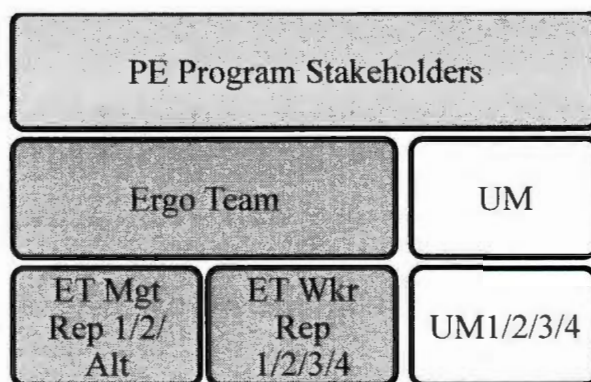 PE Program Stakeholders
Ergo Team
UM
ET Mgt
Rep 1/2/
Alt
ET Wkr
Rep
1/2/3/4
UM1/2/3/4